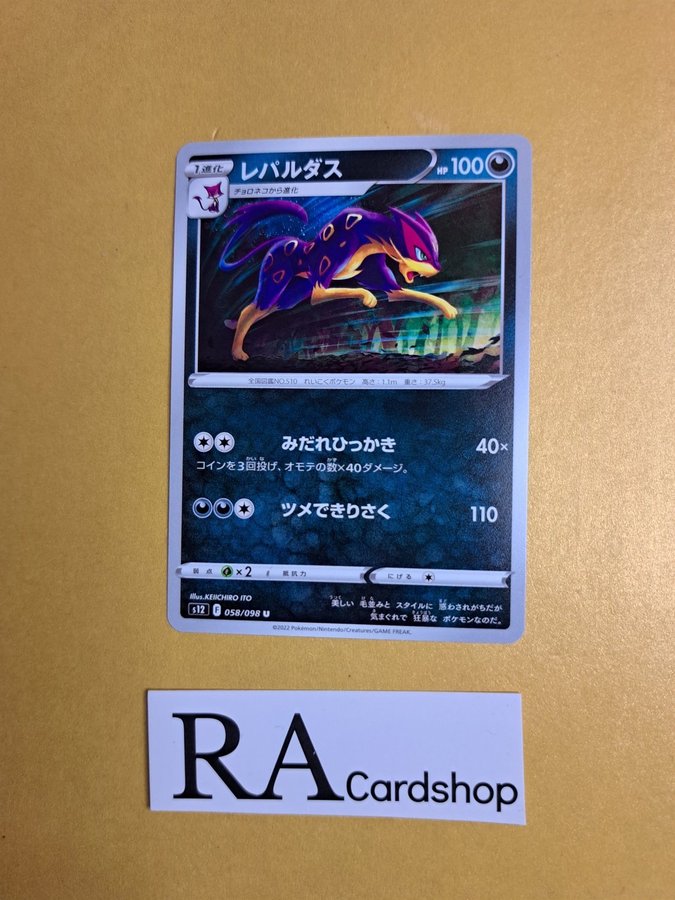 1進化 レパルダス HP 100
チョロネコから進化
全国図鑑NO.510 れいこくポケモン 高さ:1.1m 重さ:37.5kg
みだれひっかき 40×
コインを3回投げ、オモテの数×40ダメージ。
ツメできりさく 110
弱点 ×2 抵抗力 にげる
Illus.KEIICHIRO ITO
美しい 毛並みと スタイルに 惑わされがちだが
s12 F 058/098 U
気まぐれで 狂暴な ポケモンなのだ。
©2022 Pokémon/Nintendo/Creatures/GAME FREAK.
RA Cardshop